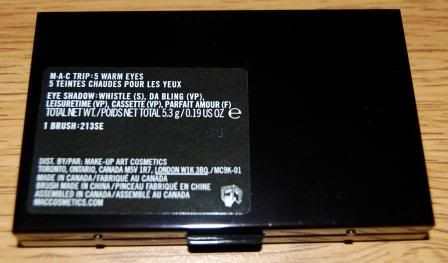 M·A·C TRIP: 5 WARM EYES
5 TEINTES CHAUDES POUR LES YEUX
EYE SHADOW: WHISTLE (S), DA BLING (VP),
LEISURETIME (VP), CASSETTE (VP), PARFAIT AMOUR (F)
TOTAL NET WT./POIDS NET TOTAL 5.3 g / 0.19 US OZ ℮
1 BRUSH: 213SE
DIST. BY/PAR: MAKE-UP ART COSMETICS
TORONTO, ONTARIO, CANADA M5V 1R7, LONDON W1K 3BQ /MC9K-01
MADE IN CANADA/FABRIQUÉ AU CANADA
BRUSH MADE IN CHINA/PINCEAU FABRIQUÉ EN CHINE
ASSEMBLED IN CANADA/ASSEMBLÉ AU CANADA
MACCOSMETICS.COM